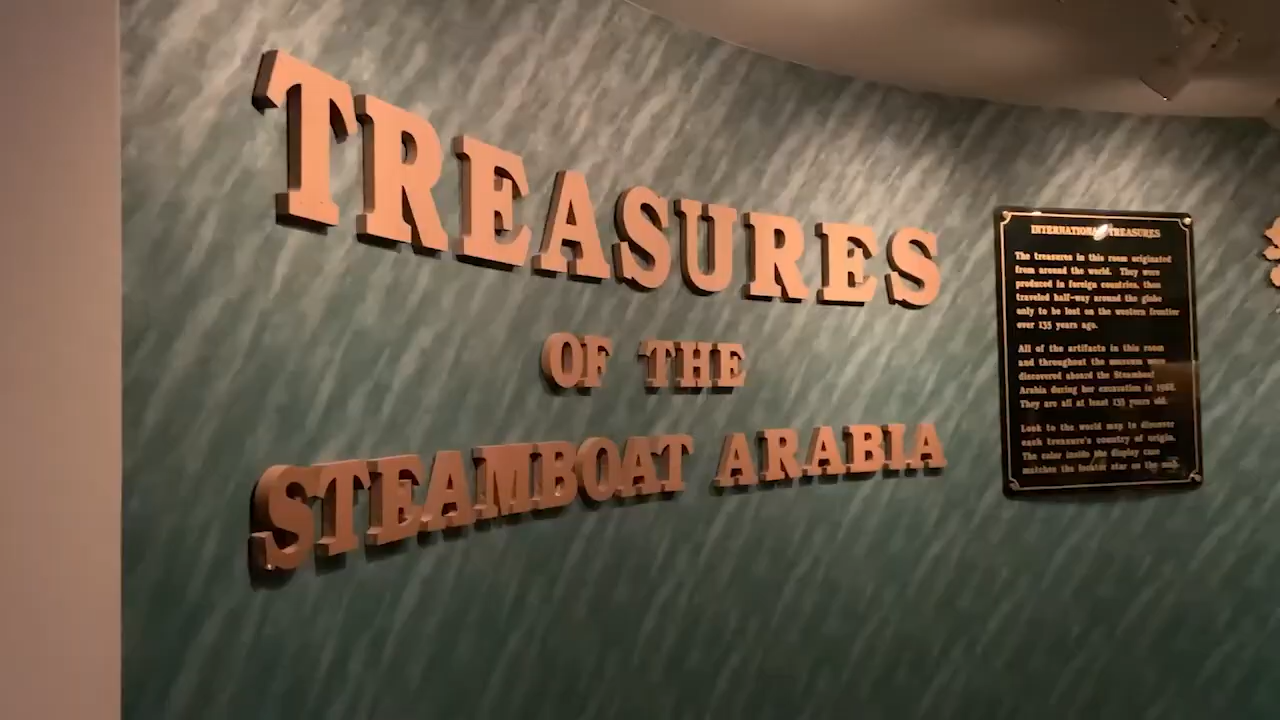 TREASURES
OF THE
STEAMBOAT ARABIA
INTERNATIONAL TREASURES
The treasures in this room originated
from around the world. They were
produced in foreign countries, then
traveled half-way around the globe
only to be lost on the western frontier
over 135 years ago.
All of the artifacts in this room
and throughout the museum were
discovered aboard the Steamboat
Arabia during her excavation in 1988.
They are all at least 135 years old.
Look to the world map to discover
each treasure's country of origin.
The color inside the display case
matches the locator star on the map.